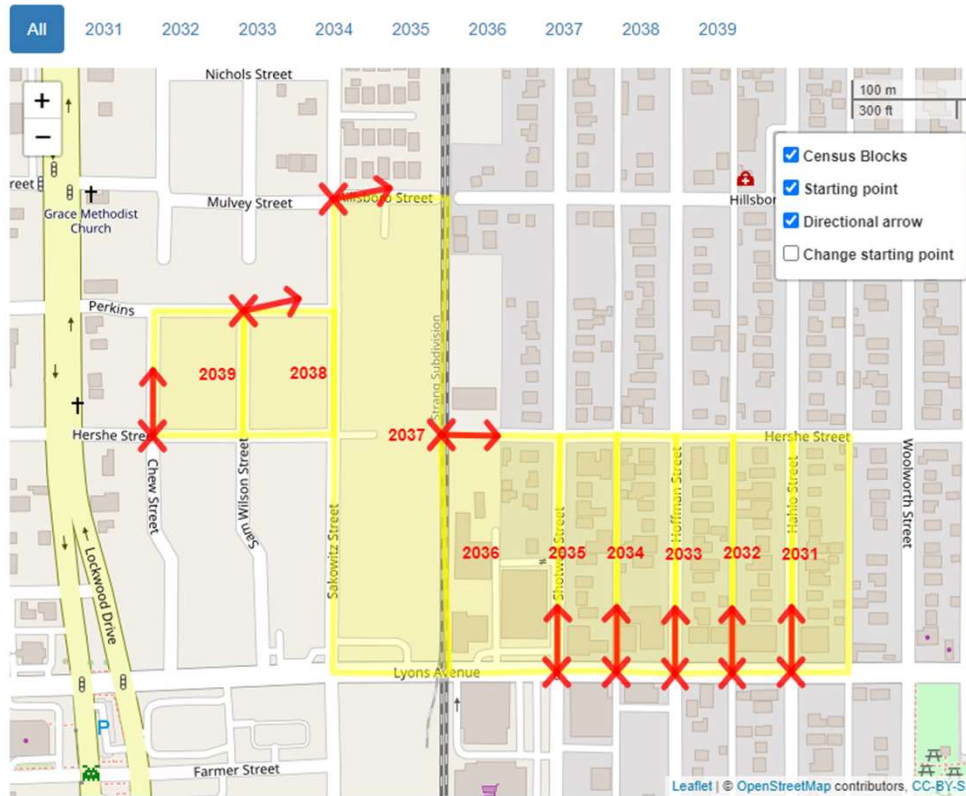 All 2031 2032 2033 2034 2035 2036 2037 2038 2039
Nichols Street
+
−
100 m
300 ft
Census Blocks
Starting point
Directional arrow
Change starting point
reet
Grace Methodist
Church
Mulvey Street
Hillsboro Street
Hillsbor
Perkins
Strang Subdivision
2039
2038
Hershe Street
2037
Hershe Street
Chew Street
Sam Wilson Street
Sakowitz Street
Hoffman Street
Hahlo Street
Woolworth Street
Lockwood Drive
2036
2035
2034
2033
2032
2031
Lyons Avenue
P
Farmer Street
Leaflet | © OpenStreetMap contributors, CC-BY-S